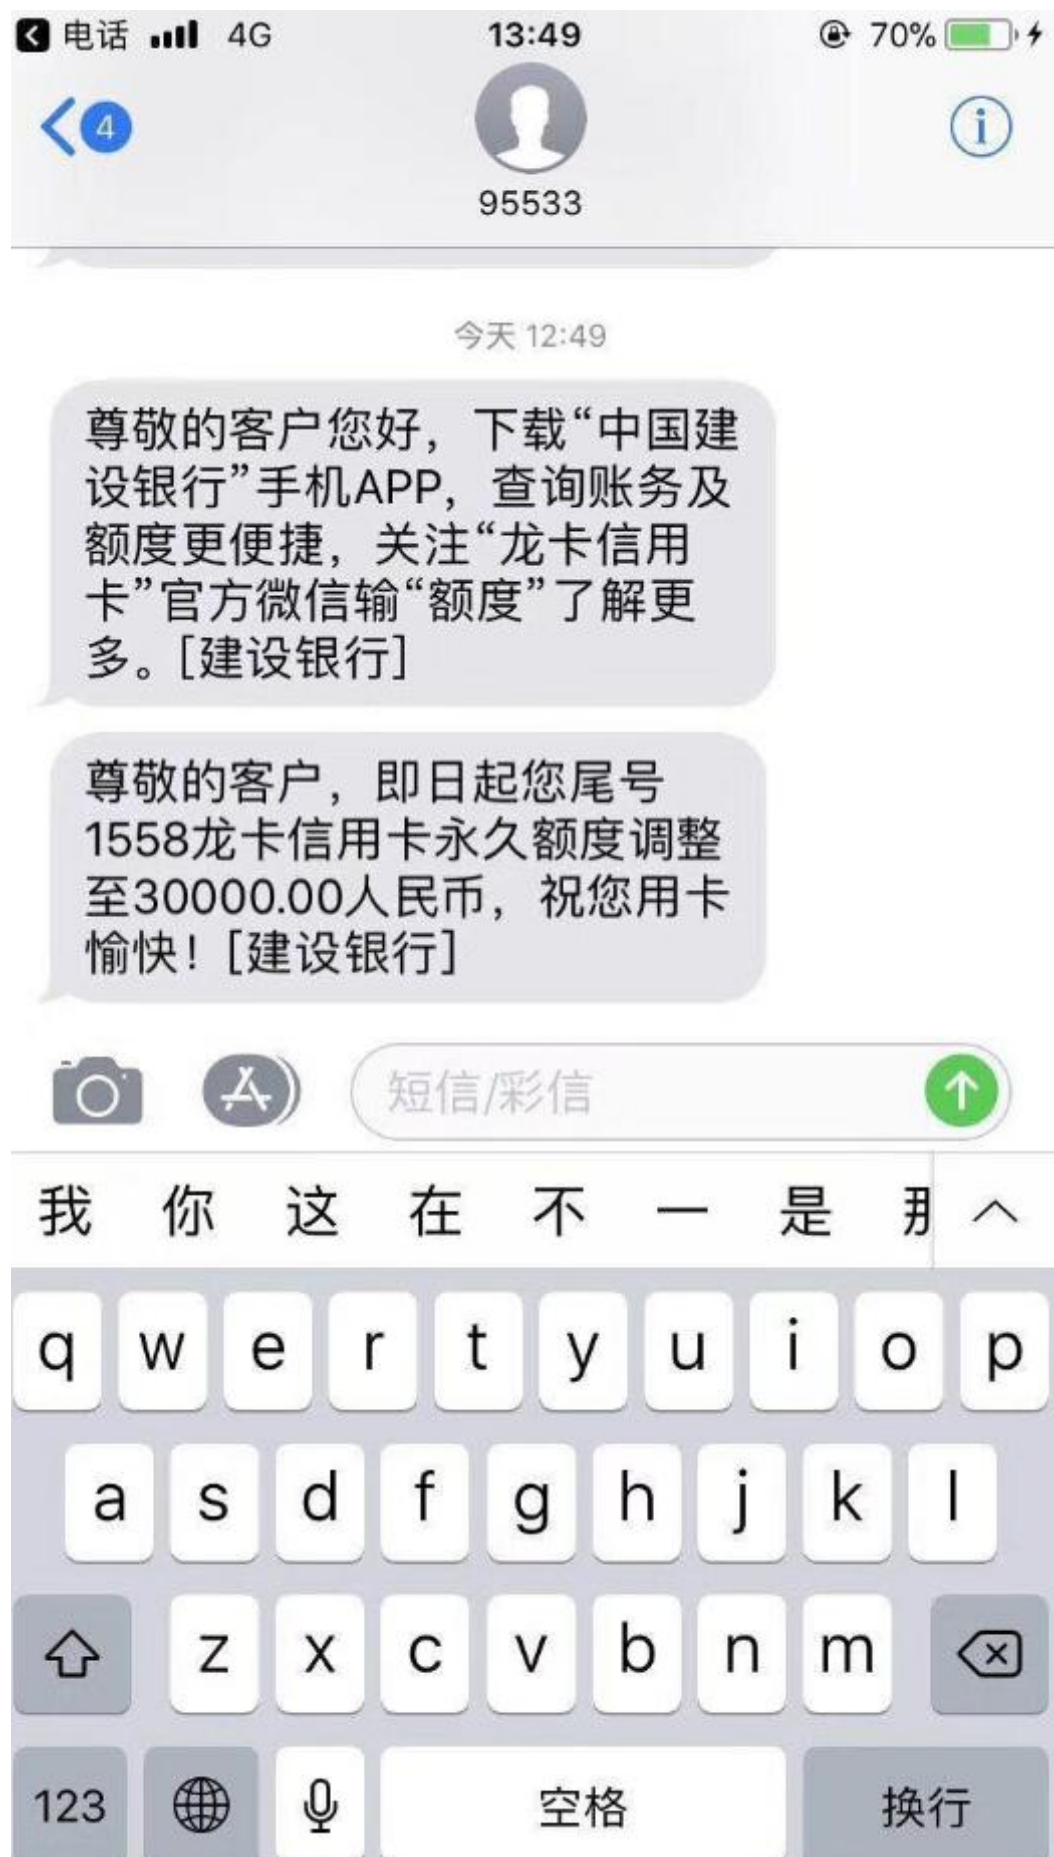 电话 4G 13:49 70%
4
95533
今天 12:49
尊敬的客户您好，下载“中国建
设银行”手机APP，查询账务及
额度更便捷，关注“龙卡信用
卡”官方微信输“额度”了解更
多。[建设银行]
尊敬的客户，即日起您尾号
1558龙卡信用卡永久额度调整
至30000.00人民币，祝您用卡
愉快！[建设银行]
短信/彩信
我 你 这 在 不 一 是 那
q w e r t y u i o p
a s d f g h j k l
z x c v b n m
123 空格 换行